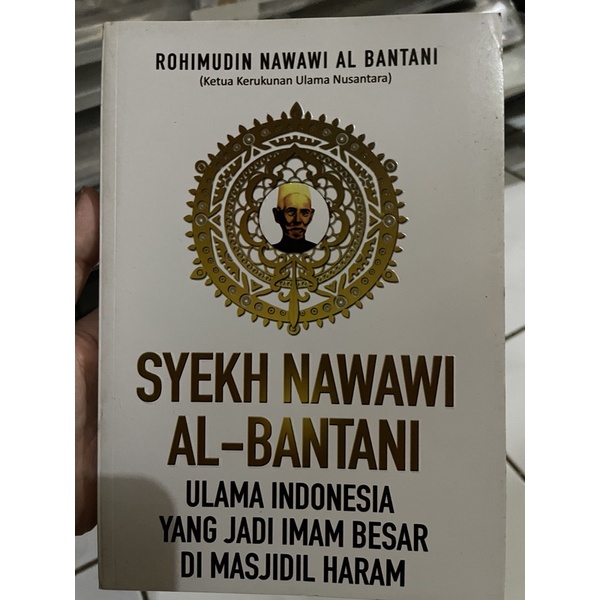 ROHIMUDIN NAWAWI AL BANTANI
(Ketua Kerukunan Ulama Nusantara)
SYEKH NAWAWI
AL-BANTANI
ULAMA INDONESIA
YANG JADI IMAM BESAR
DI MASJIDIL HARAM